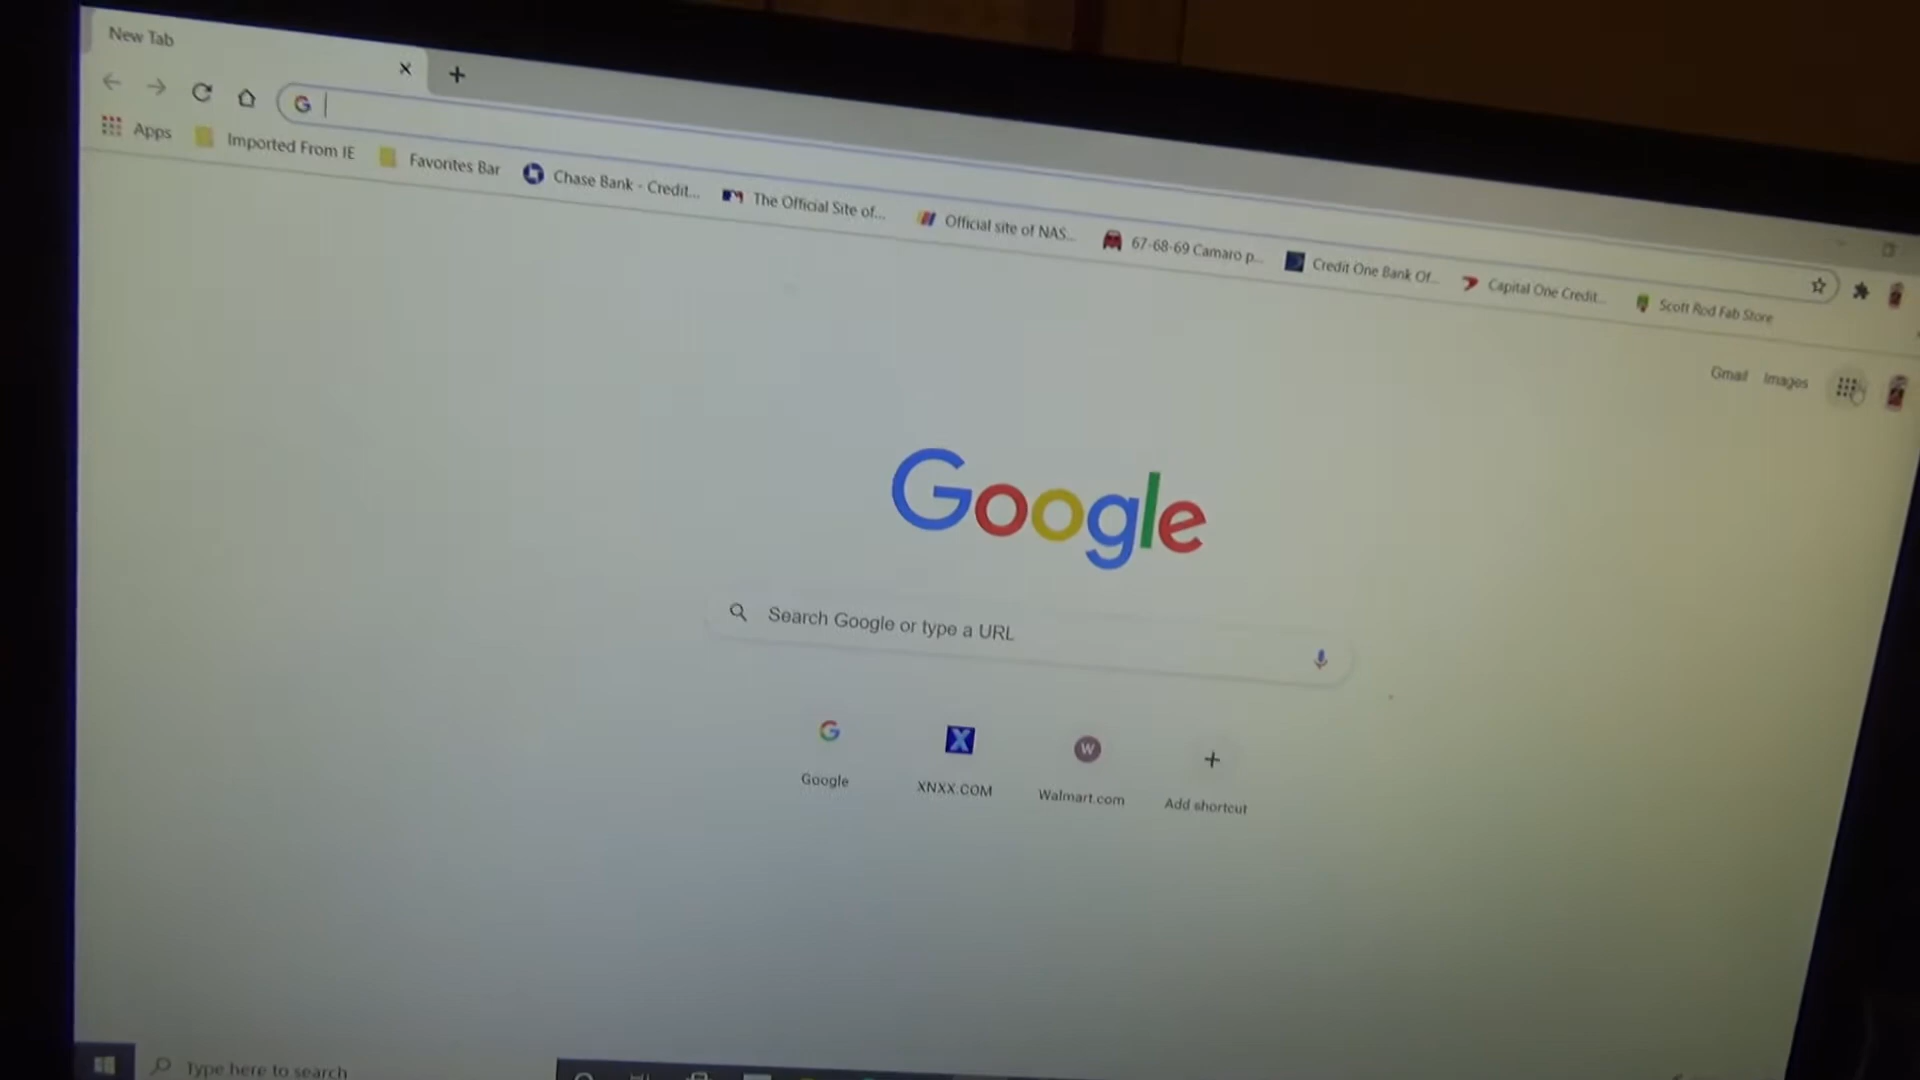 New Tab
Apps
Imported From IE
Favorites Bar
Chase Bank - Credit...
The Official Site of...
Official site of NAS...
67-68-69 Camaro p...
Credit One Bank Of...
Capital One Credit...
Scott Rod Fab Store
Gmail Images
Google
Search Google or type a URL
Google
XNXX.COM
W
Walmart.com
Add shortcut
Type here to search